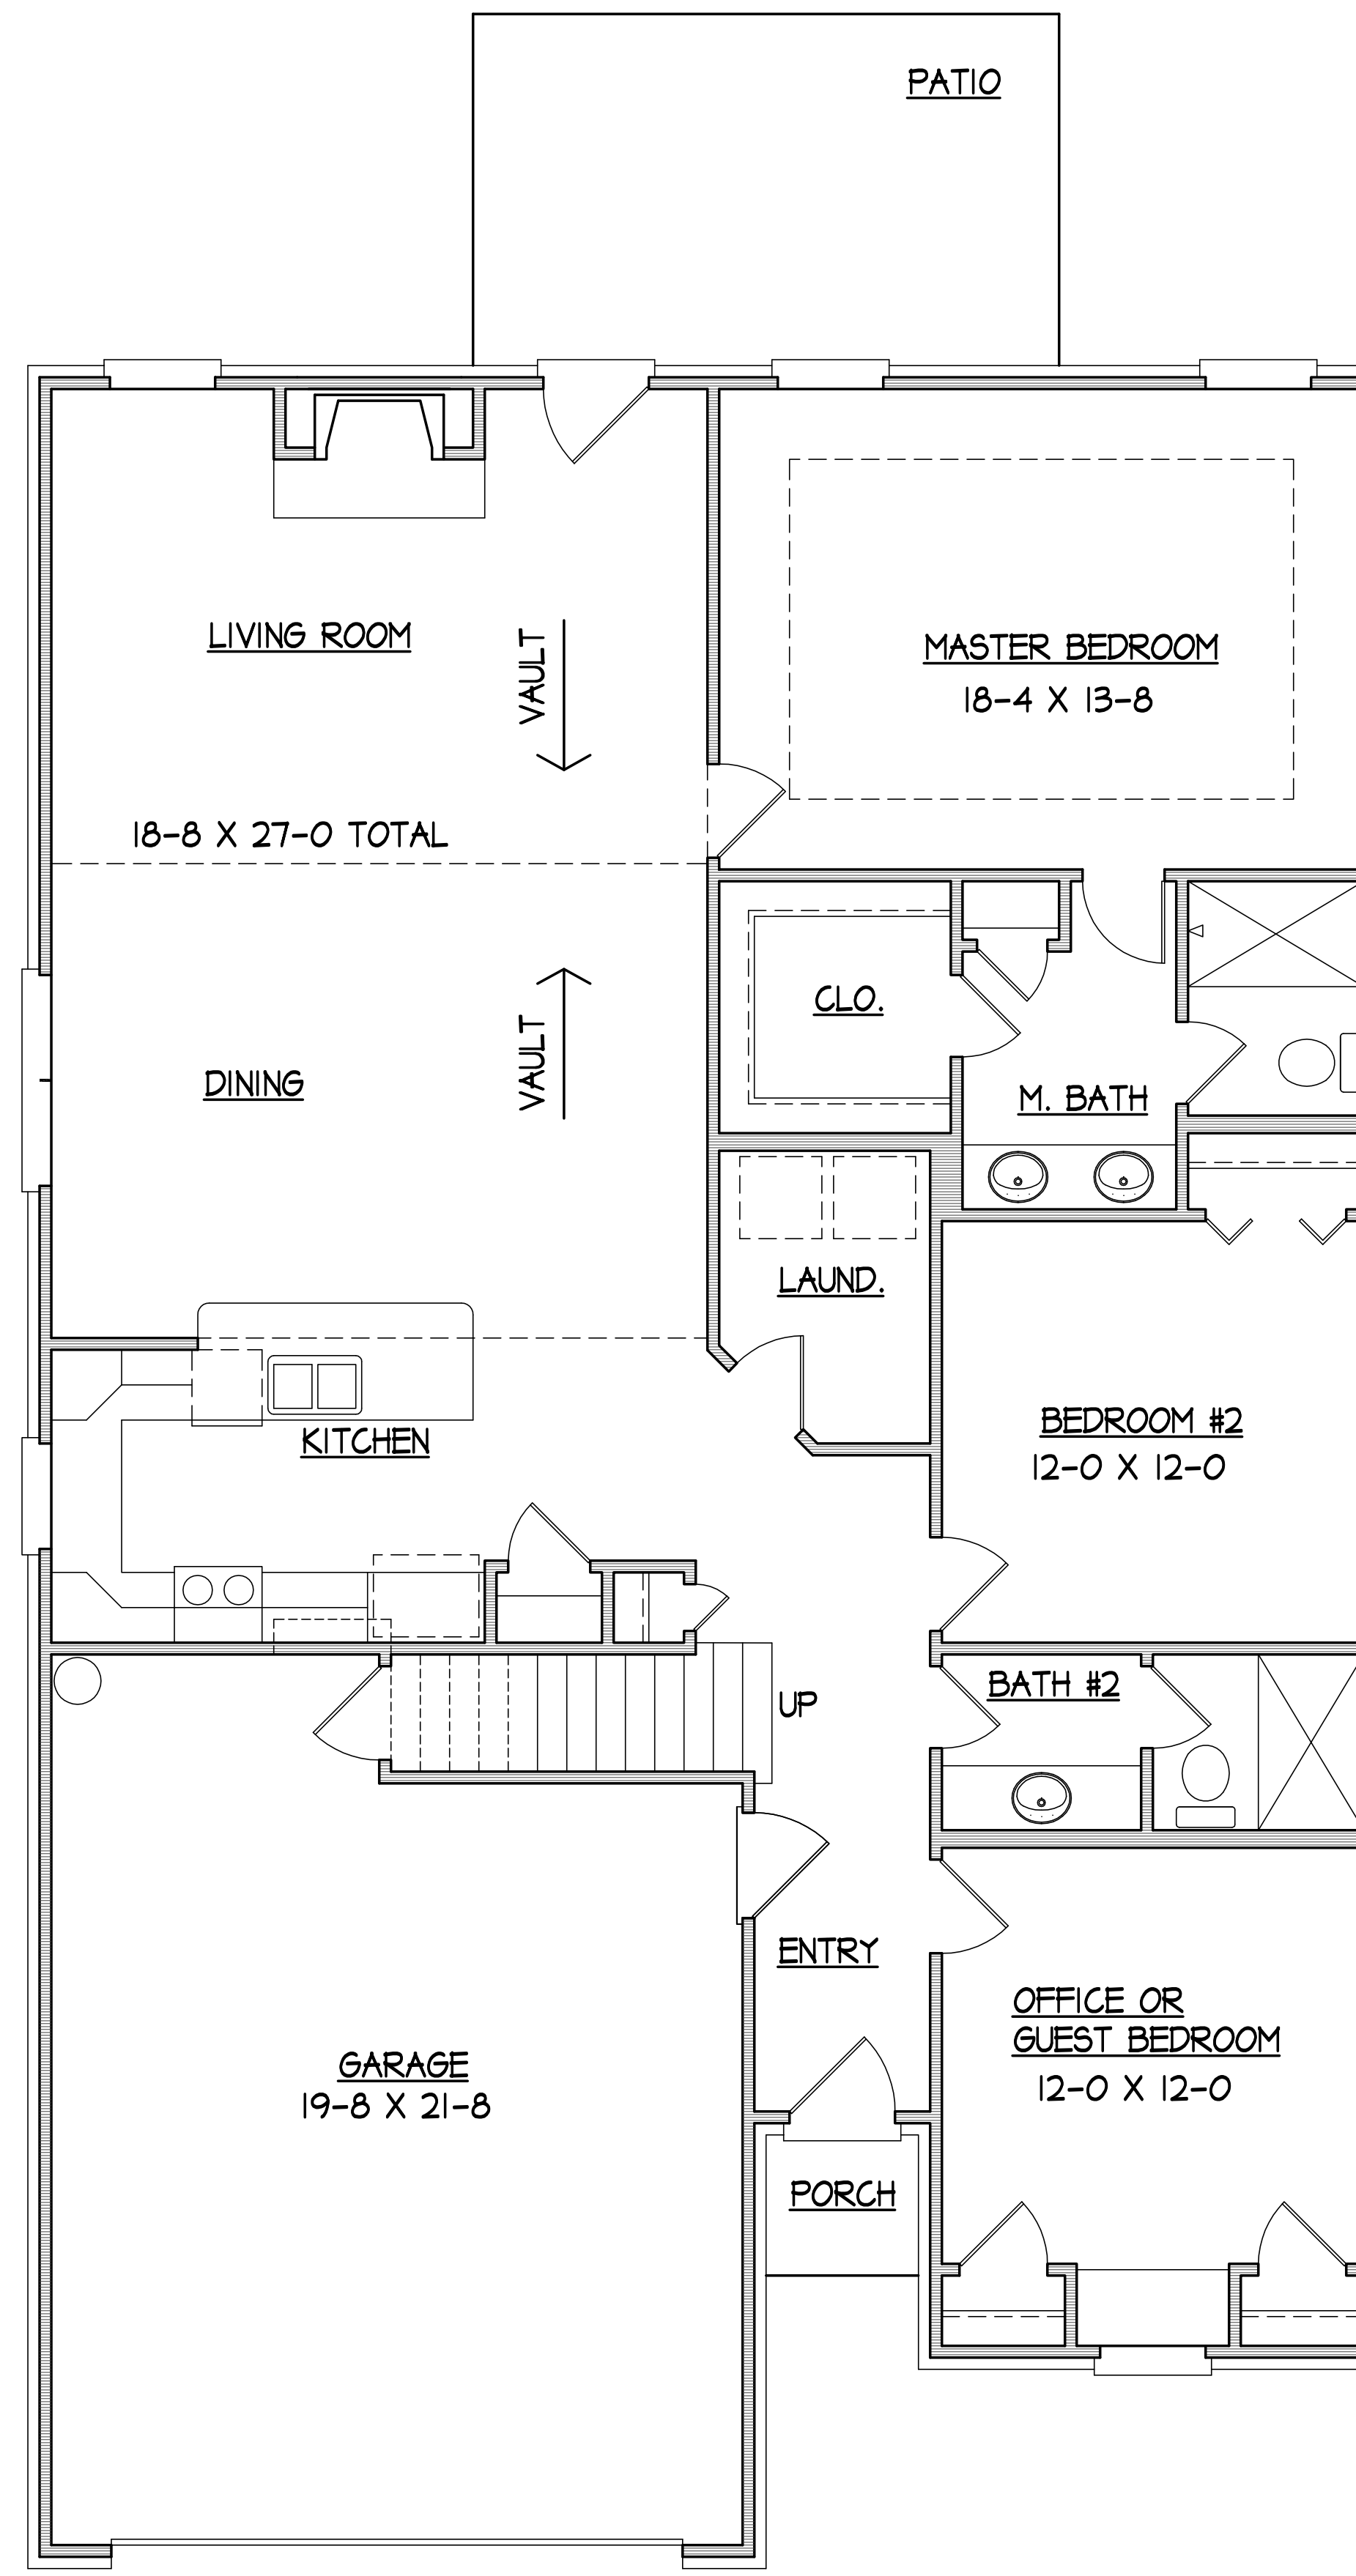 PATIO
LIVING ROOM
VAULT
MASTER BEDROOM
18-4 X 13-8
18-8 X 27-0 TOTAL
CLO.
DINING
VAULT
M. BATH
LAUND.
BEDROOM #2
12-0 X 12-0
KITCHEN
BATH #2
UP
ENTRY
OFFICE OR
GUEST BEDROOM
12-0 X 12-0
GARAGE
19-8 X 21-8
PORCH